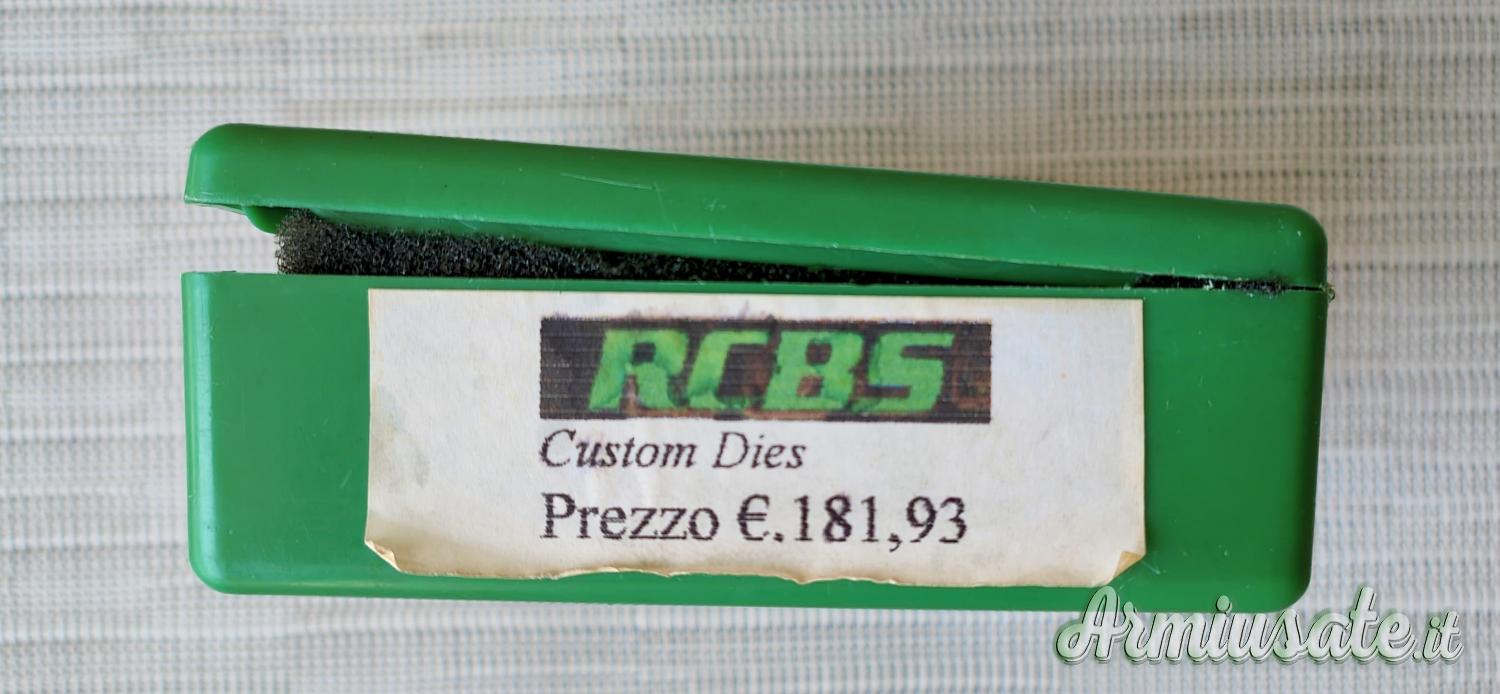 RCBS
Custom Dies
Prezzo €.181,93
Armiusate.it